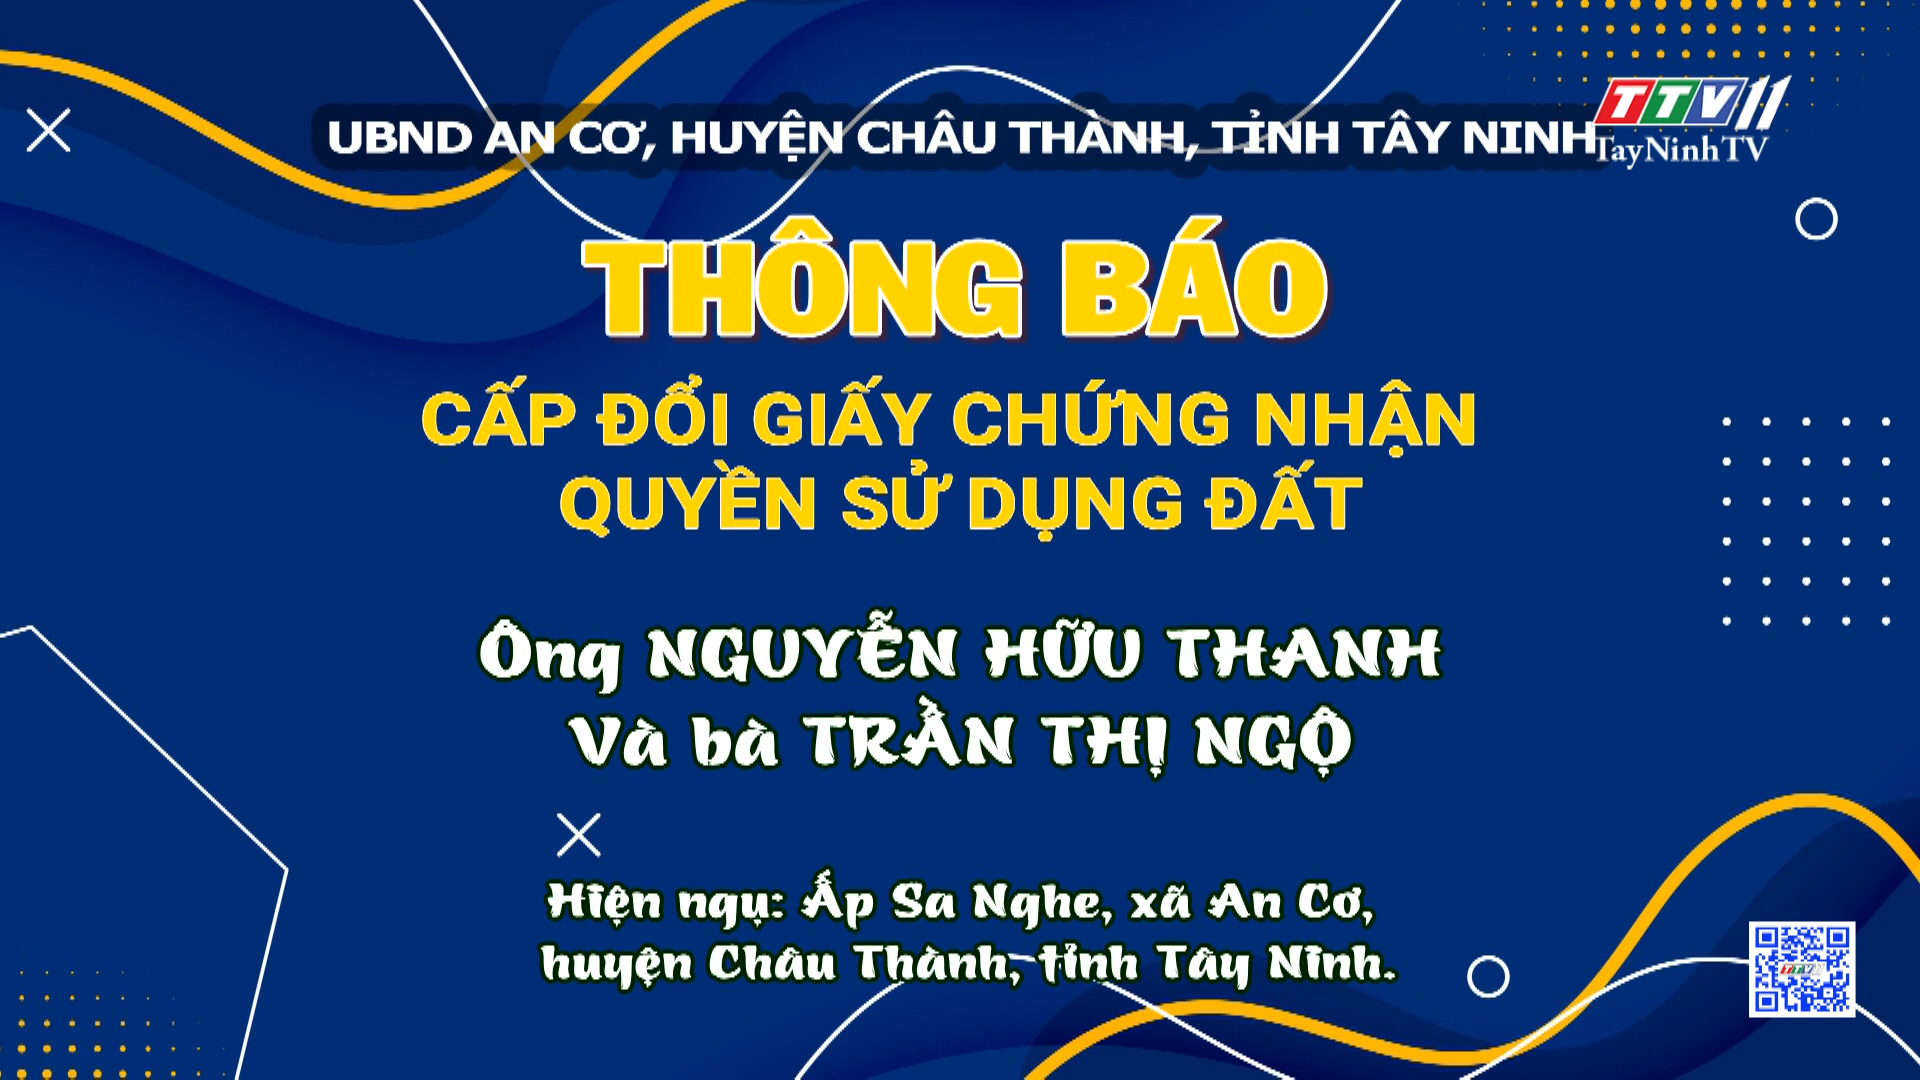 UBND AN CƠ, HUYỆN CHÂU THÀNH, TỈNH TÂY NINH
TTV11
TayNinhTV
THÔNG BÁO
CẤP ĐỔI GIẤY CHỨNG NHẬN
QUYỀN SỬ DỤNG ĐẤT
Ông NGUYỄN HỮU THANH
Và bà TRẦN THỊ NGỘ
Hiện ngụ: Ấp Sa Nghe, xã An Cơ,
huyện Châu Thành, tỉnh Tây Ninh.
TTV11